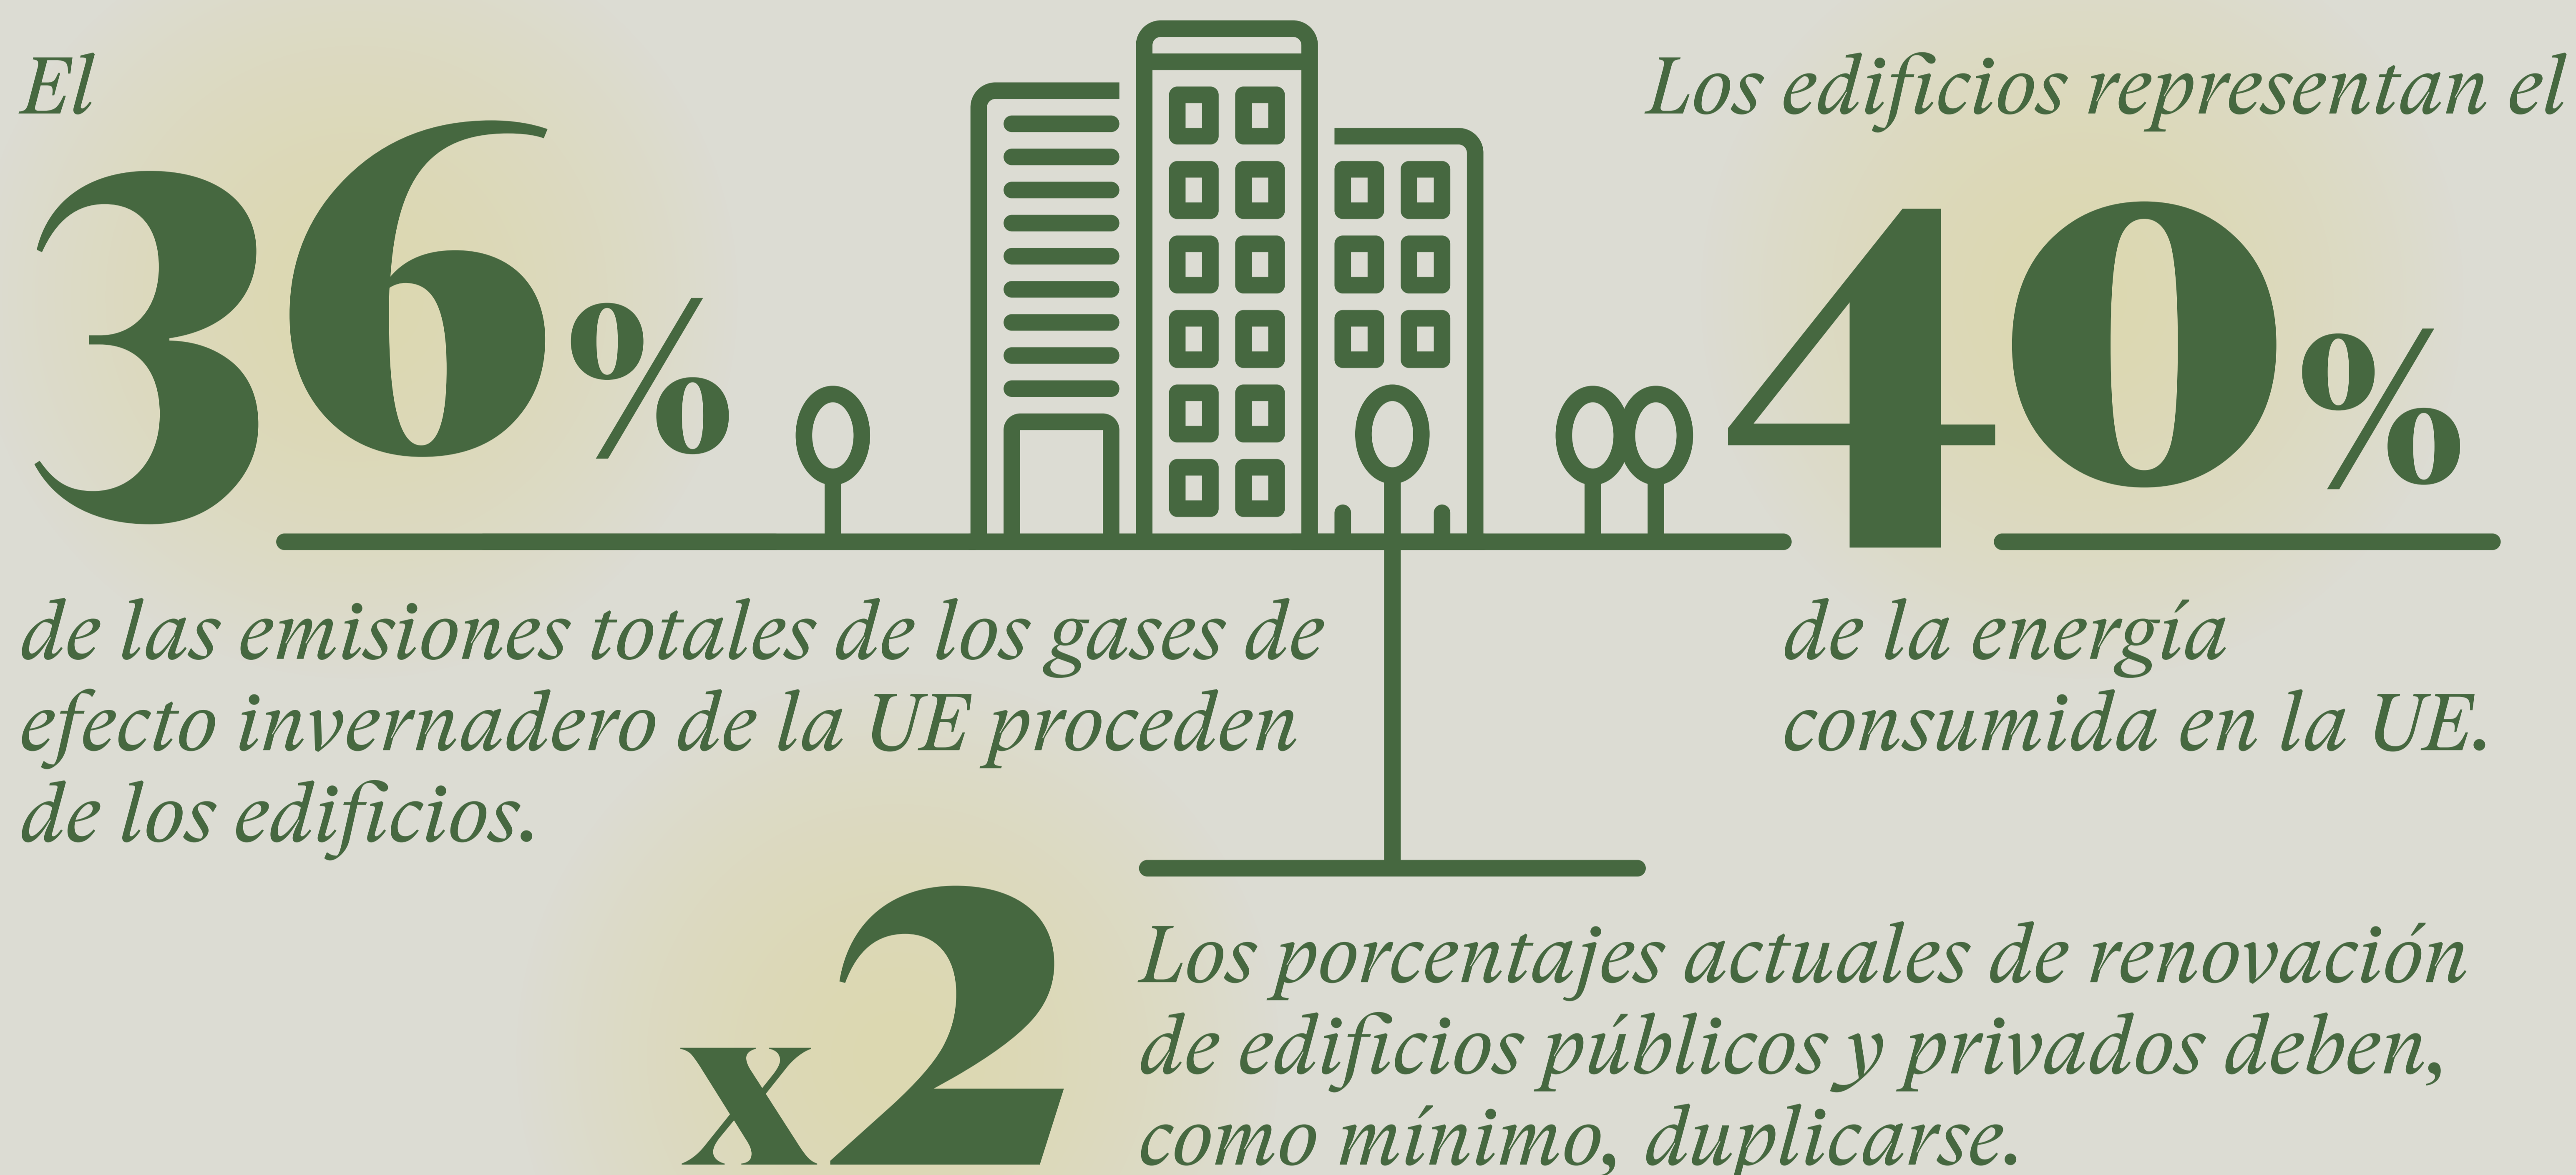 El
36%
de las emisiones totales de los gases de
efecto invernadero de la UE proceden
de los edificios.
Los edificios representan el
40%
de la energía
consumida en la UE.
x2
Los porcentajes actuales de renovación
de edificios públicos y privados deben,
como mínimo, duplicarse.